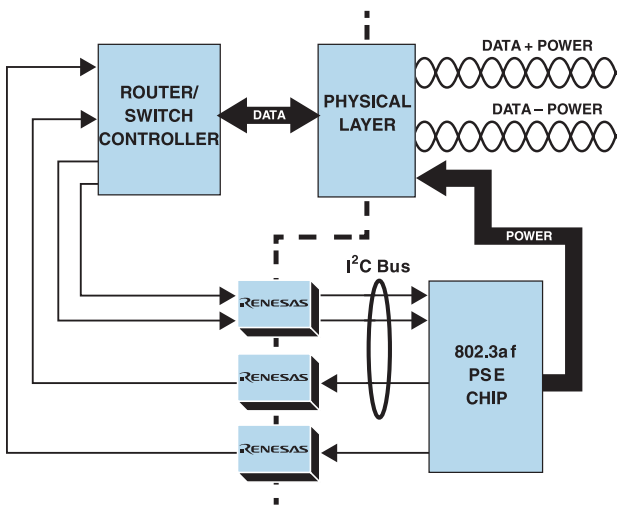 ROUTER/
SWITCH
CONTROLLER
DATA
PHYSICAL
LAYER
DATA + POWER
DATA – POWER
POWER
I²C Bus
RENESAS
RENESAS
RENESAS
802.3af
PSE
CHIP